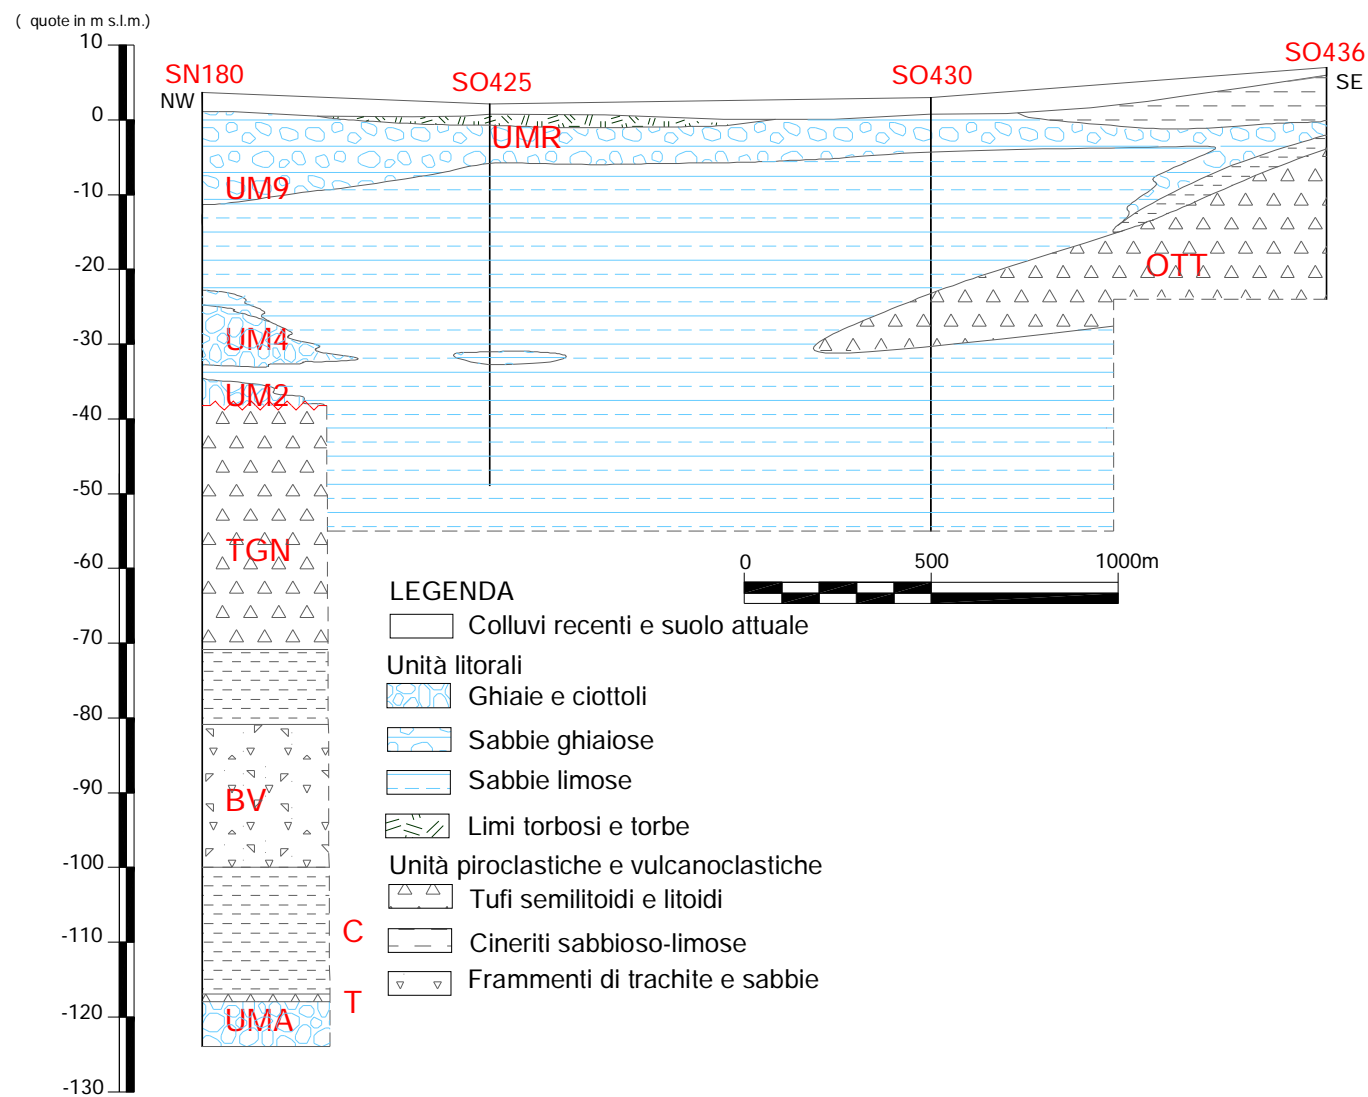 ( quote in m s.l.m.)
10
0
-10
-20
-30
-40
-50
-60
-70
-80
-90
-100
-110
-120
-130
SN180
NW
SO425
SO430
SO436
SE
UMR
UM9
OTT
UM4
UM2
TGN
BV
C
T
UMA
0 500 1000m
LEGENDA
Colluvi recenti e suolo attuale
Unità litorali
Ghiaie e ciottoli
Sabbie ghiaiose
Sabbie limose
Limi torbosi e torbe
Unità piroclastiche e vulcanoclastiche
Tufi semilitoidi e litoidi
Cineriti sabbioso-limose
Frammenti di trachite e sabbie